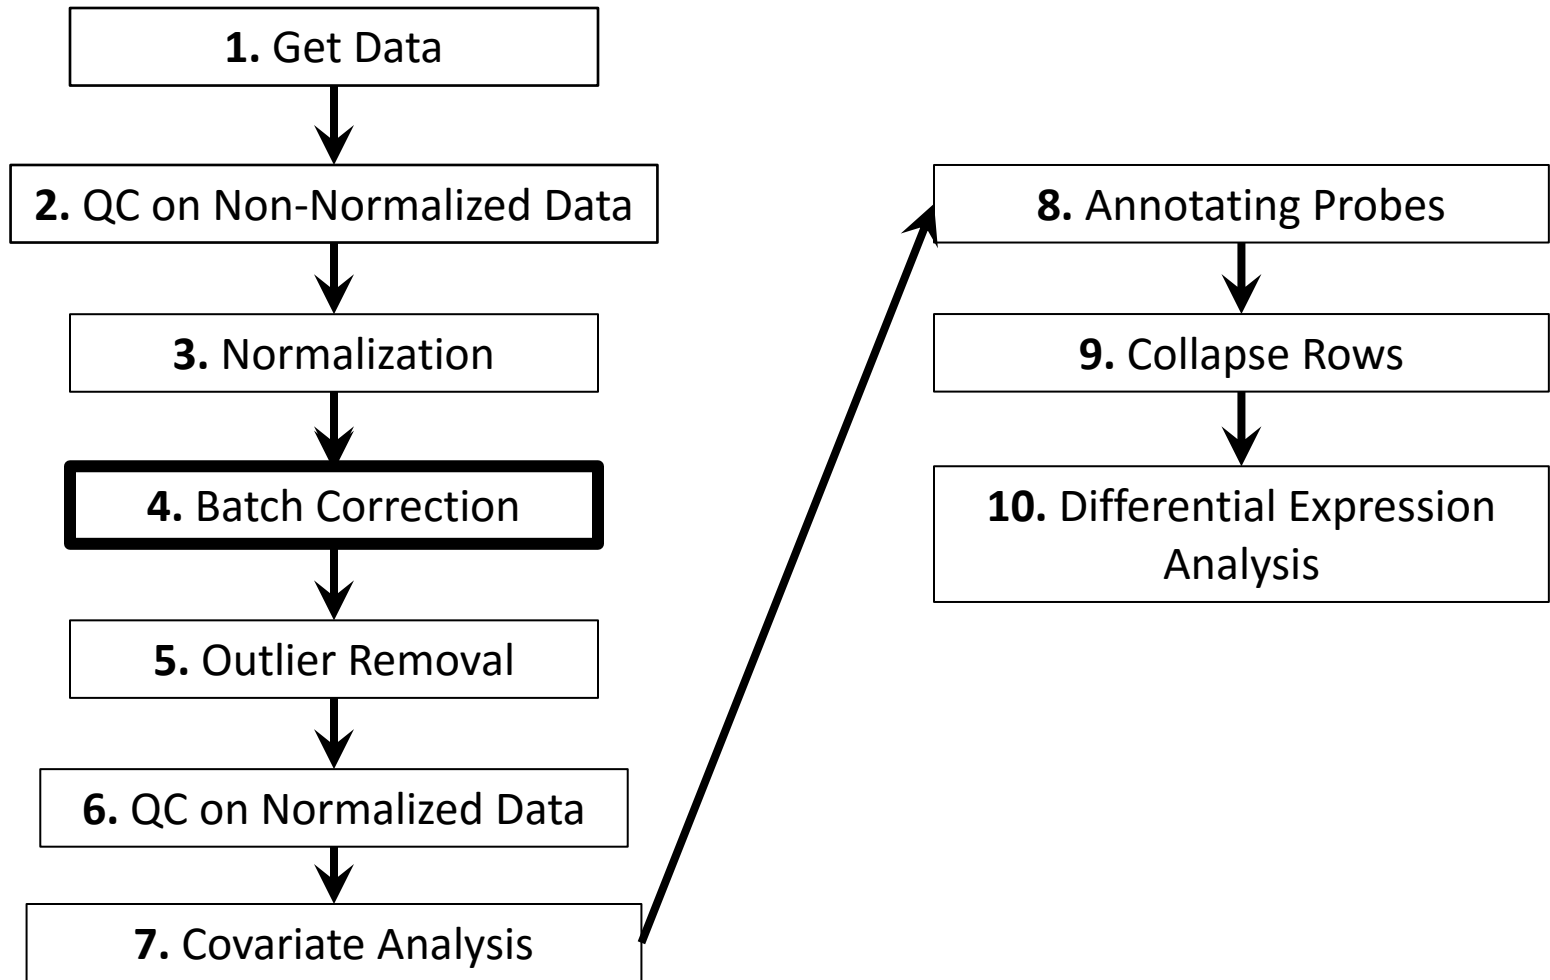 1. Get Data
2. QC on Non-Normalized Data
3. Normalization
4. Batch Correction
5. Outlier Removal
6. QC on Normalized Data
7. Covariate Analysis
8. Annotating Probes
9. Collapse Rows
10. Differential Expression
Analysis